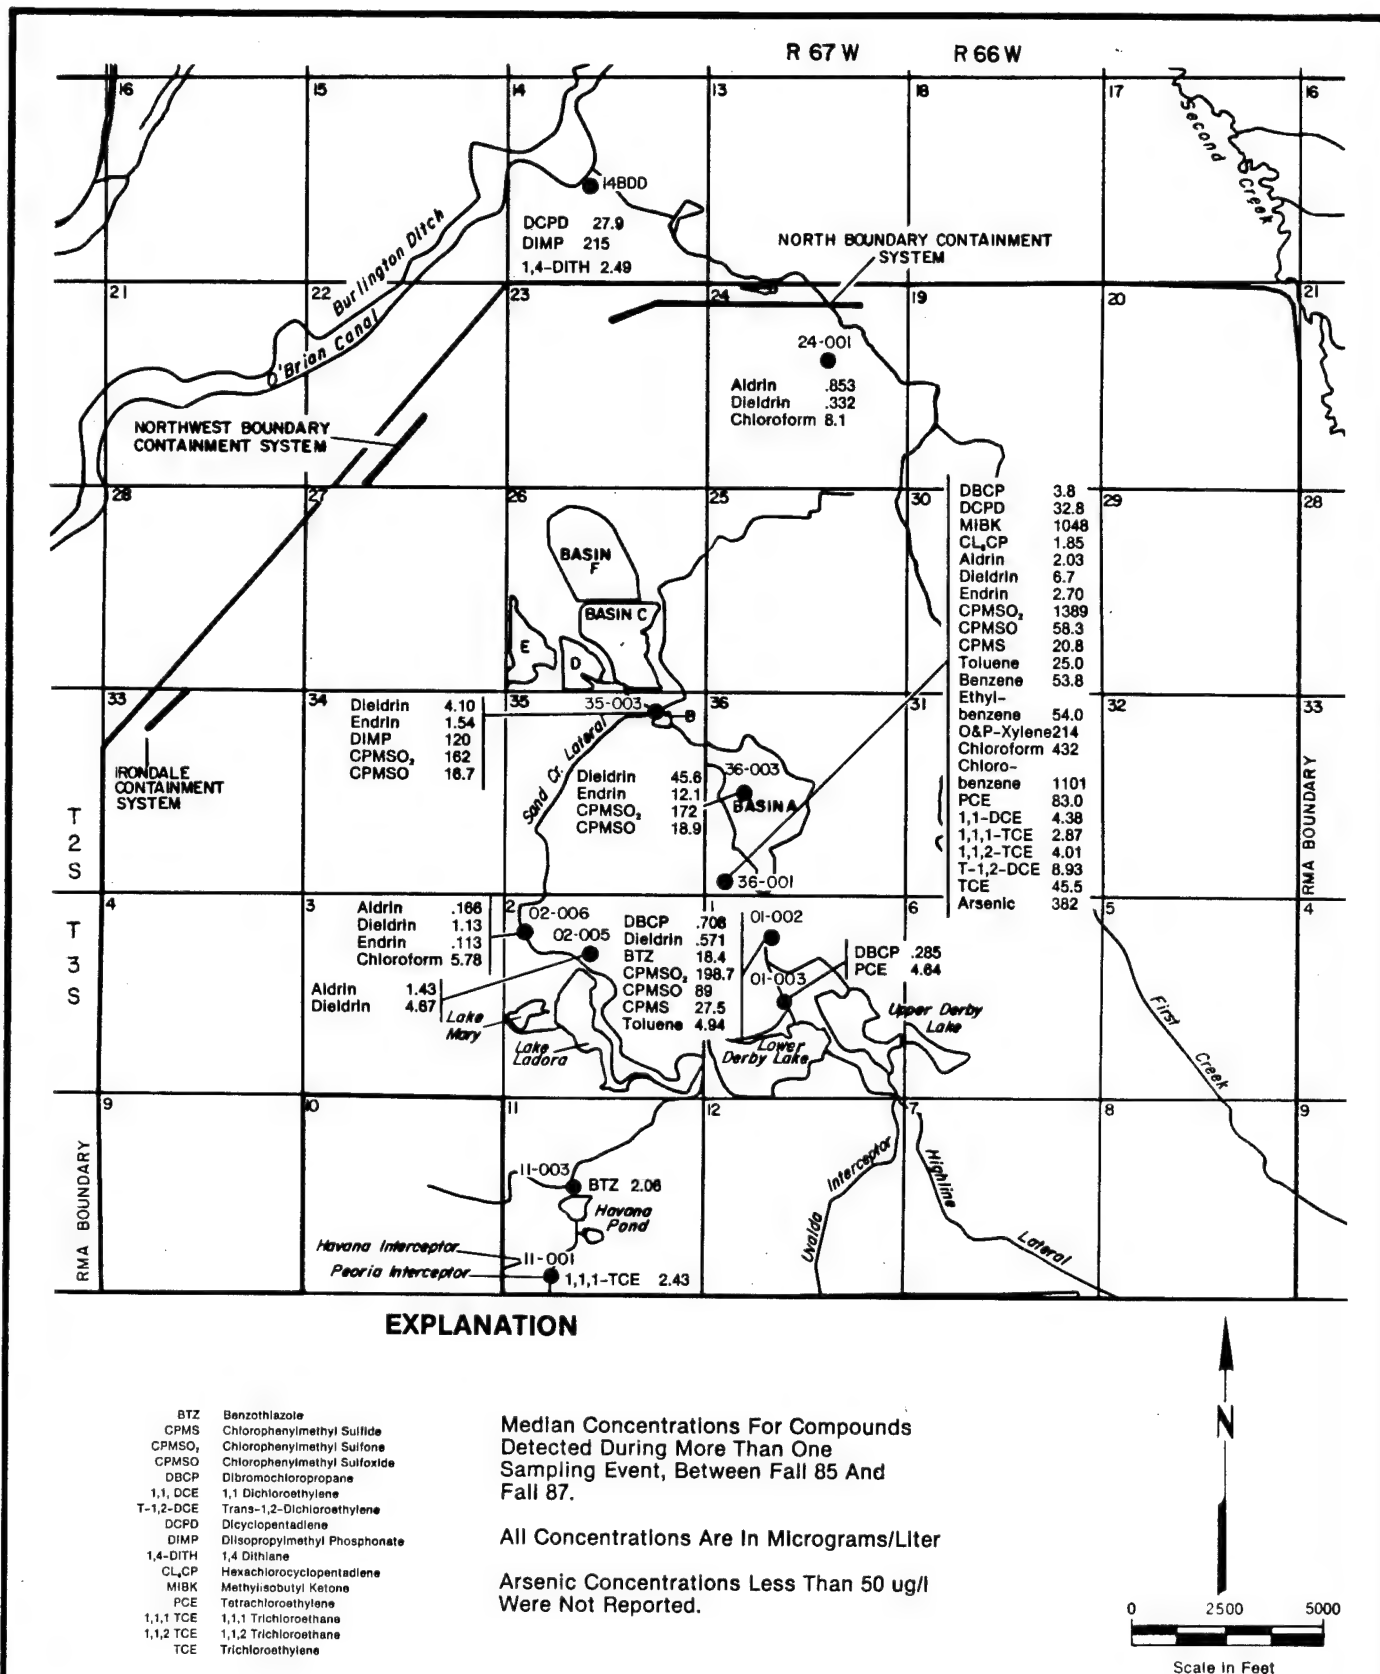 R 67 W R 66 W
16 15 14 13 18 17 16
Second Creek
14BDD
DCPD 27.9
DIMP 215
1,4-DITH 2.49
Burlington Ditch
O'Brian Canal
NORTH BOUNDARY CONTAINMENT
SYSTEM
21 22 23 24 19 20 21
24-001
Aldrin .853
Dieldrin .332
Chloroform 8.1
NORTHWEST BOUNDARY
CONTAINMENT SYSTEM
28 27 26 25 30 29 28
DBCP 3.8
DCPD 32.8
MIBK 1048
CL₆CP 1.85
Aldrin 2.03
Dieldrin 6.7
Endrin 2.70
CPMSO₂ 1389
CPMSO 58.3
CPMS 20.8
Toluene 25.0
Benzene 53.8
Ethyl-
benzene 54.0
O&P-Xylene214
Chloroform 432
Chloro-
benzene 1101
PCE 83.0
1,1-DCE 4.38
1,1,1-TCE 2.87
1,1,2-TCE 4.01
T-1,2-DCE 8.93
TCE 45.5
Arsenic 382
BASIN
F
BASIN C
E
D
33 34 35 36 31 32 33
35-003
B
Dieldrin 4.10
Endrin 1.54
DIMP 120
CPMSO₂ 162
CPMSO 16.7
IRONDALE
CONTAINMENT
SYSTEM
Sand Cr. Lateral
Dieldrin 45.6
Endrin 12.1
CPMSO₂ 172
CPMSO 18.9
36-003
BASIN A
36-001
RMA BOUNDARY
T 2 S
T 3 S
4 3 2 1 6 5 4
Aldrin .166
Dieldrin 1.13
Endrin .113
Chloroform 5.78
02-006
02-005
Aldrin 1.43
Dieldrin 4.87
DBCP .706
Dieldrin .571
BTZ 18.4
CPMSO₂ 198.7
CPMSO 89
CPMS 27.5
Toluene 4.94
01-002
01-003
DBCP .285
PCE 4.64
Lake
Mary
Lake
Ladora
Lower
Derby Lake
Upper Derby
Lake
First Creek
9 10 11 12 7 8 9
RMA BOUNDARY
11-003
BTZ 2.06
Havana
Pond
Havana Interceptor
Peoria Interceptor
11-001
1,1,1-TCE 2.43
Uvalda Interceptor
Highline Lateral
EXPLANATION
BTZ Benzothiazole
CPMS Chlorophenylmethyl Sulfide
CPMSO₂ Chlorophenylmethyl Sulfone
CPMSO Chlorophenylmethyl Sulfoxide
DBCP Dibromochloropropane
1,1, DCE 1,1 Dichloroethylene
T-1,2-DCE Trans-1,2-Dichloroethylene
DCPD Dicyclopentadiene
DIMP Diisopropylmethyl Phosphonate
1,4-DITH 1,4 Dithiane
CL₆CP Hexachlorocyclopentadiene
MIBK Methylisobutyl Ketone
PCE Tetrachloroethylene
1,1,1 TCE 1,1,1 Trichloroethane
1,1,2 TCE 1,1,2 Trichloroethane
TCE Trichloroethylene
Median Concentrations For Compounds
Detected During More Than One
Sampling Event, Between Fall 85 And
Fall 87.
All Concentrations Are In Micrograms/Liter
Arsenic Concentrations Less Than 50 ug/l
Were Not Reported.
N
0 2500 5000
Scale in Feet